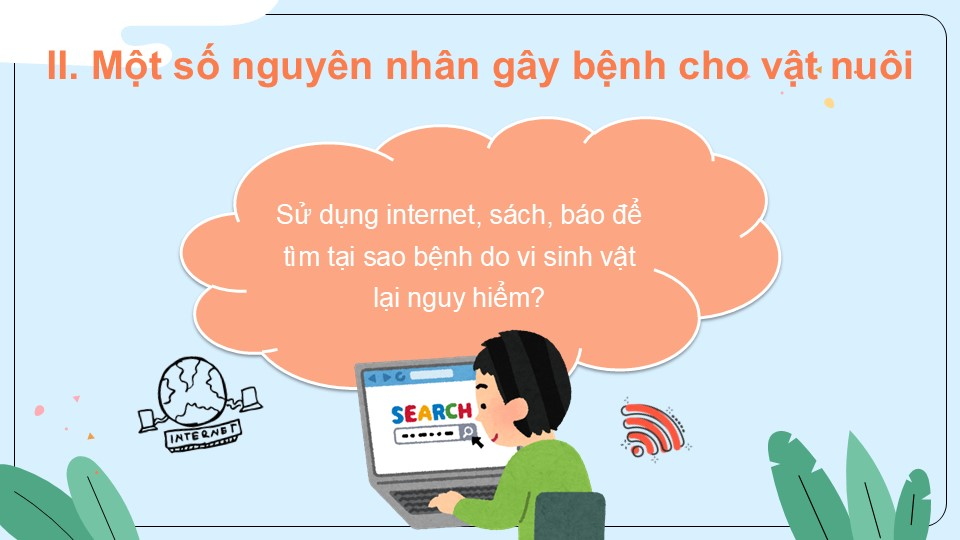 II. Một số nguyên nhân gây bệnh cho vật nuôi
Sử dụng internet, sách, báo để
tìm tại sao bệnh do vi sinh vật
lại nguy hiểm?
SEARCH
INTERNET